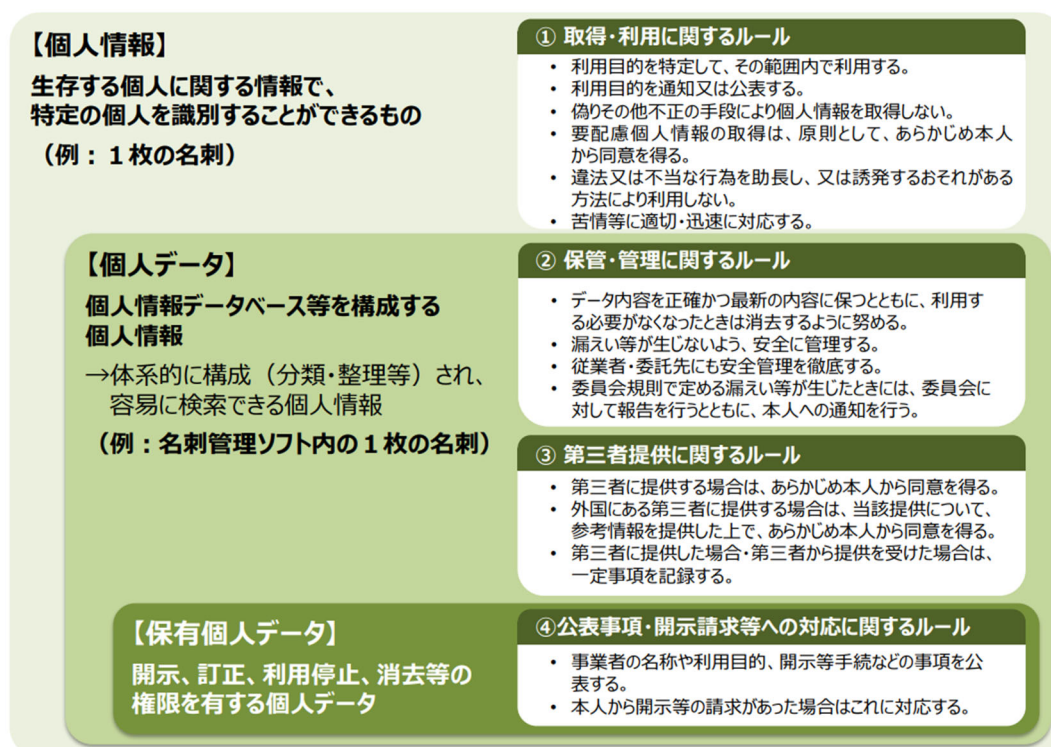 【個人情報】
生存する個人に関する情報で、
特定の個人を識別することができるもの
（例：１枚の名刺）
① 取得・利用に関するルール
• 利用目的を特定して、その範囲内で利用する。
• 利用目的を通知又は公表する。
• 偽りその他不正の手段により個人情報を取得しない。
• 要配慮個人情報の取得は、原則として、あらかじめ本人
から同意を得る。
• 違法又は不当な行為を助長し、又は誘発するおそれがある
方法により利用しない。
• 苦情等に適切・迅速に対応する。
【個人データ】
個人情報データベース等を構成する
個人情報
→体系的に構成（分類・整理等）され、
容易に検索できる個人情報
（例：名刺管理ソフト内の１枚の名刺）
② 保管・管理に関するルール
• データ内容を正確かつ最新の内容に保つとともに、利用す
る必要がなくなったときは消去するように努める。
• 漏えい等が生じないよう、安全に管理する。
• 従業者・委託先にも安全管理を徹底する。
• 委員会規則で定める漏えい等が生じたときには、委員会に
対して報告を行うとともに、本人への通知を行う。
③ 第三者提供に関するルール
• 第三者に提供する場合は、あらかじめ本人から同意を得る。
• 外国にある第三者に提供する場合は、当該提供について、
参考情報を提供した上で、あらかじめ本人から同意を得る。
• 第三者に提供した場合・第三者から提供を受けた場合は、
一定事項を記録する。
【保有個人データ】
開示、訂正、利用停止、消去等の
権限を有する個人データ
④公表事項・開示請求等への対応に関するルール
• 事業者の名称や利用目的、開示等手続などの事項を公
表する。
• 本人から開示等の請求があった場合はこれに対応する。